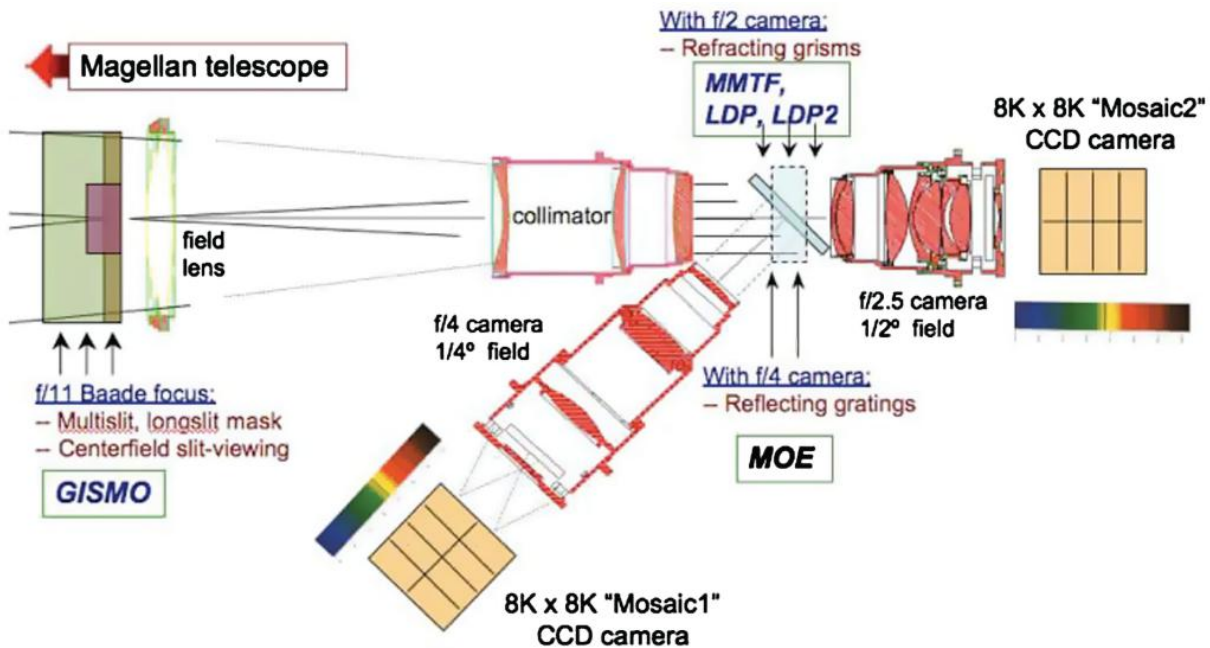 Magellan telescope
With f/2 camera:
– Refracting grisms
MMTF,
LDP, LDP2
8K x 8K “Mosaic2”
CCD camera
field
lens
collimator
f/11 Baade focus:
– Multislit, longslit mask
– Centerfield slit-viewing
GISMO
f/4 camera
1/4º field
f/2.5 camera
1/2º field
With f/4 camera:
– Reflecting gratings
MOE
8K x 8K “Mosaic1”
CCD camera